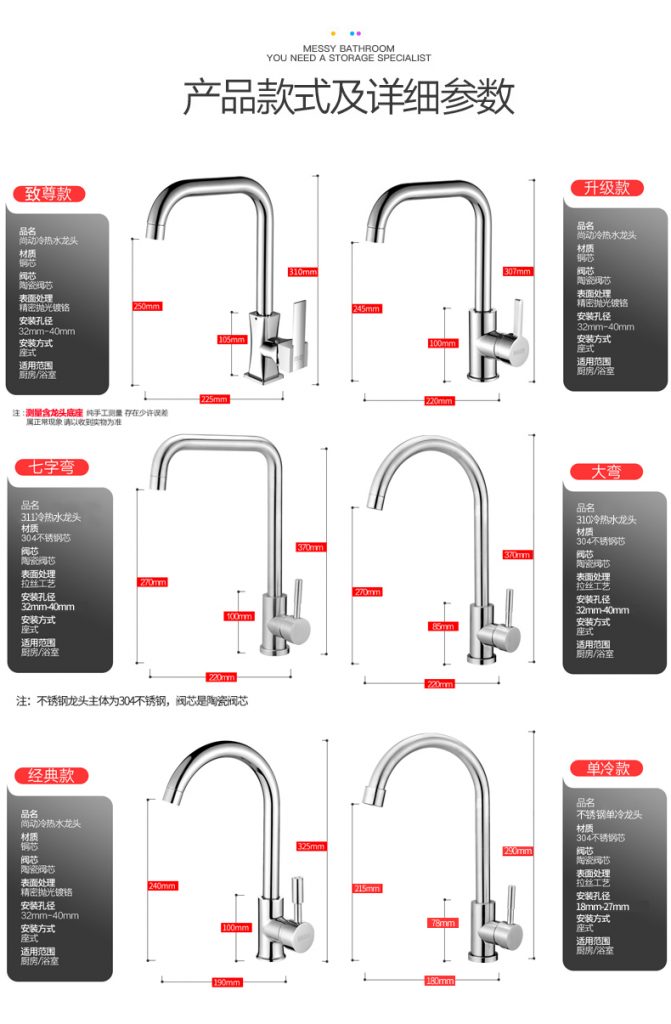 MESSY BATHROOM
YOU NEED A STORAGE SPECIALIST
产品款式及详细参数
致尊款
品名
尚动冷热水龙头
材质
铜芯
阀芯
陶瓷阀芯
表面处理
精密抛光镀铬
安装孔径
32mm-40mm
安装方式
座式
适用范围
厨房/浴室
310mm
250mm
105mm
225mm
升级款
品名
尚动冷热水龙头
材质
铜芯
阀芯
陶瓷阀芯
表面处理
精密抛光镀铬
安装孔径
32mm-40mm
安装方式
座式
适用范围
厨房/浴室
307mm
245mm
100mm
220mm
注：测量含龙头底座 纯手工测量 存在少许误差
属正常现象 请以收到实物为准
七字弯
品名
311冷热水龙头
材质
304不锈钢芯
阀芯
陶瓷阀芯
表面处理
拉丝工艺
安装孔径
32mm-40mm
安装方式
座式
适用范围
厨房/浴室
370mm
270mm
100mm
220mm
大弯
品名
310冷热水龙头
材质
304不锈钢芯
阀芯
陶瓷阀芯
表面处理
拉丝工艺
安装孔径
32mm-40mm
安装方式
座式
适用范围
厨房/浴室
370mm
270mm
85mm
220mm
注：不锈钢龙头主体为304不锈钢，阀芯是陶瓷阀芯
经典款
品名
尚动冷热水龙头
材质
铜芯
阀芯
陶瓷阀芯
表面处理
精密抛光镀铬
安装孔径
32mm-40mm
安装方式
座式
适用范围
厨房/浴室
325mm
240mm
100mm
190mm
单冷款
品名
不锈钢单冷龙头
材质
304不锈钢芯
阀芯
陶瓷阀芯
表面处理
拉丝工艺
安装孔径
18mm-27mm
安装方式
座式
适用范围
厨房/浴室
290mm
215mm
78mm
180mm